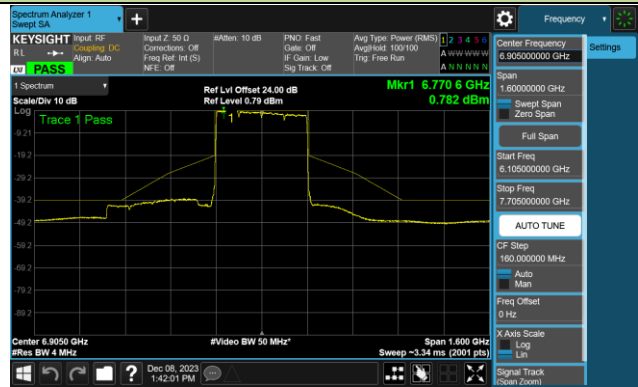 Spectrum Analyzer 1
Swept SA
+
Frequency
KEYSIGHT
RL
LXI
PASS
Input: RF
Coupling: DC
Align: Auto
Input Z: 50 Ω
Corrections: Off
Freq Ref: Int (S)
NFE: Off
#Atten: 10 dB
PNO: Fast
Gate: Off
IF Gain: Low
Sig Track: Off
Avg Type: Power (RMS)
Avg|Hold: 100/100
Trig: Free Run
1 2 3 4 5 6
A W W W W W
A N N N N N
1 Spectrum
Scale/Div 10 dB
Ref Lvl Offset 24.00 dB
Ref Level 0.79 dBm
Mkr1 6.770 6 GHz
0.782 dBm
Log
Trace 1 Pass
1
-9.21
-19.2
-29.2
-39.2
-49.2
-59.2
-69.2
-79.2
-89.2
Center 6.9050 GHz
#Res BW 4 MHz
#Video BW 50 MHz*
Span 1.600 GHz
Sweep ~3.34 ms (2001 pts)
Center Frequency
6.905000000 GHz
Settings
Span
1.60000000 GHz
Swept Span
Zero Span
Full Span
Start Freq
6.105000000 GHz
Stop Freq
7.705000000 GHz
AUTO TUNE
CF Step
160.000000 MHz
Auto
Man
Freq Offset
0 Hz
X Axis Scale
Log
Lin
Signal Track
(Span Zoom)
?
Dec 08, 2023
1:42:01 PM